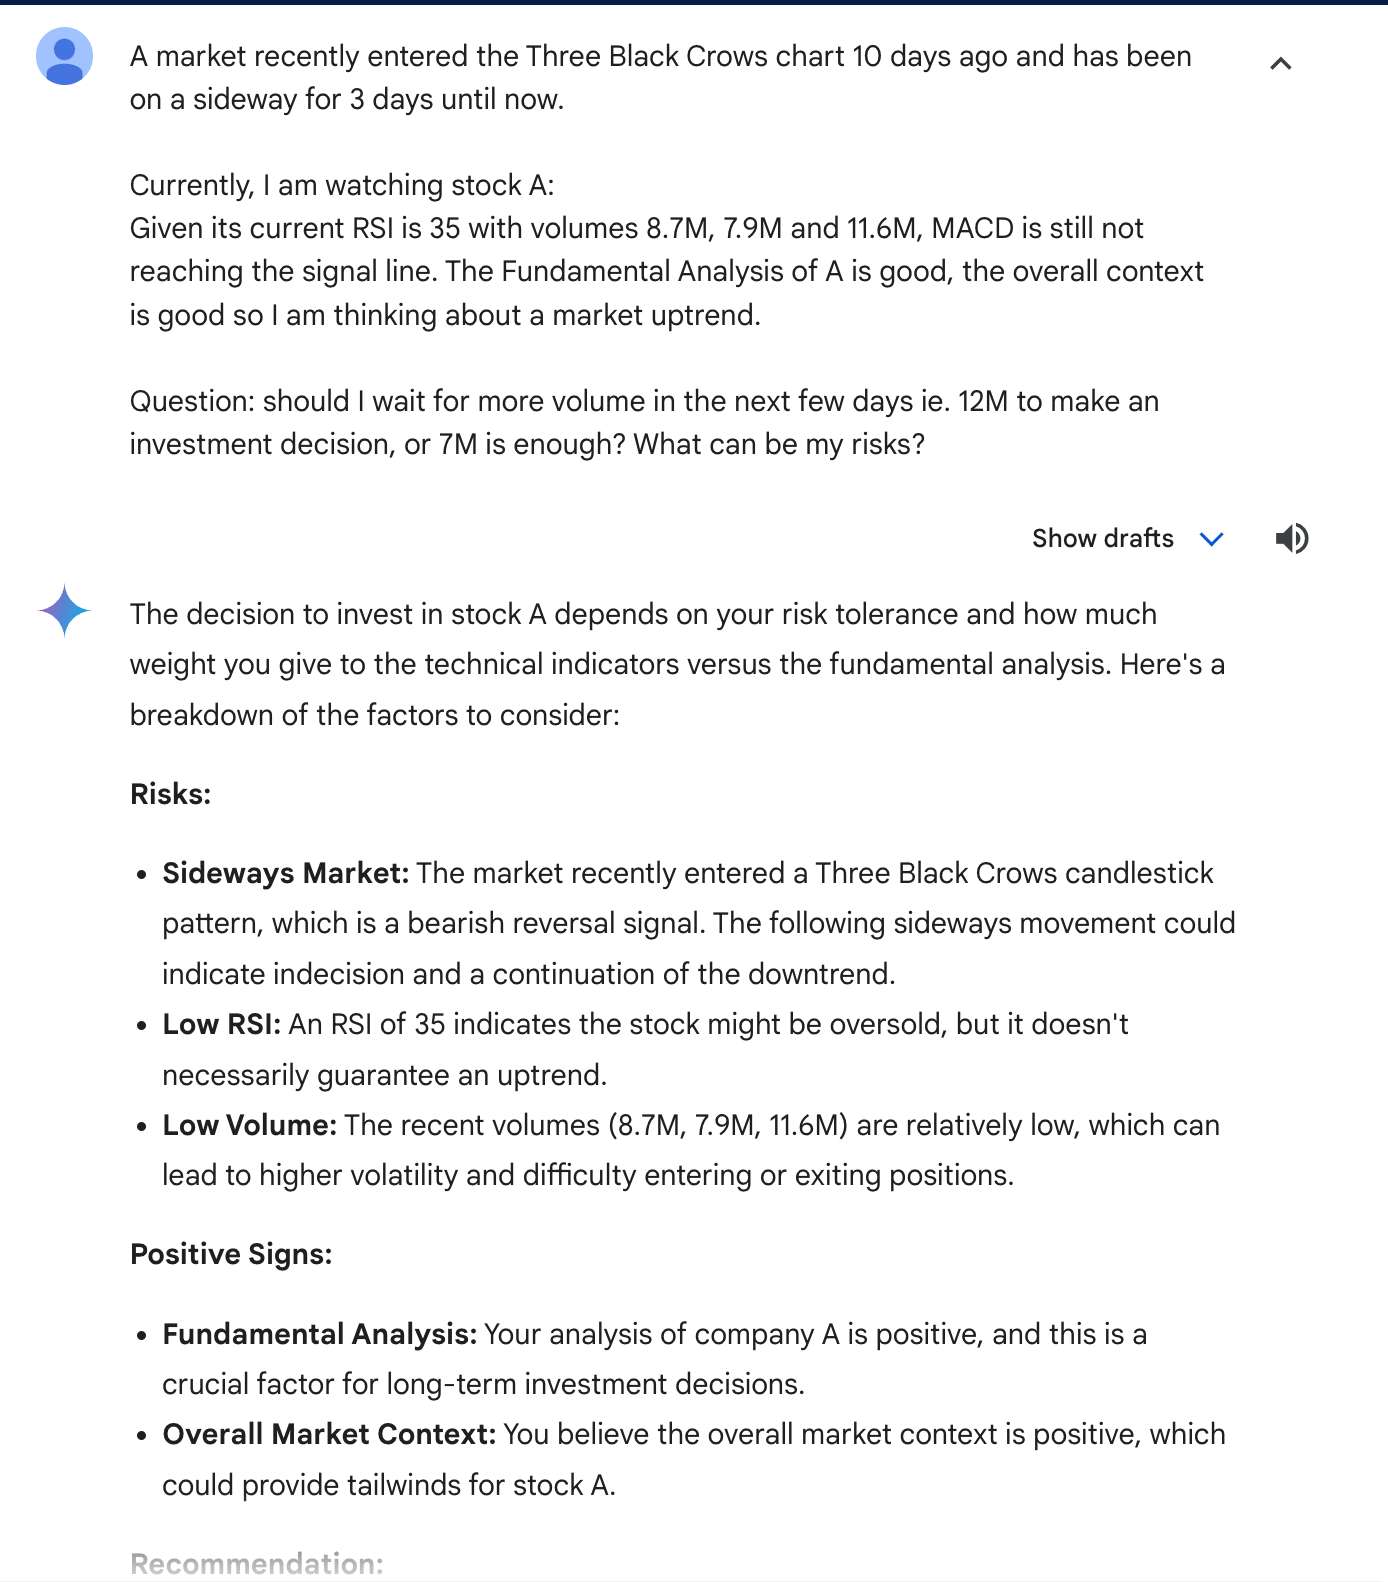 A market recently entered the Three Black Crows chart 10 days ago and has been
on a sideway for 3 days until now.
Currently, I am watching stock A:
Given its current RSI is 35 with volumes 8.7M, 7.9M and 11.6M, MACD is still not
reaching the signal line. The Fundamental Analysis of A is good, the overall context
is good so I am thinking about a market uptrend.
Question: should I wait for more volume in the next few days ie. 12M to make an
investment decision, or 7M is enough? What can be my risks?
Show drafts
The decision to invest in stock A depends on your risk tolerance and how much
weight you give to the technical indicators versus the fundamental analysis. Here's a
breakdown of the factors to consider:
Risks:
• Sideways Market: The market recently entered a Three Black Crows candlestick
pattern, which is a bearish reversal signal. The following sideways movement could
indicate indecision and a continuation of the downtrend.
• Low RSI: An RSI of 35 indicates the stock might be oversold, but it doesn't
necessarily guarantee an uptrend.
• Low Volume: The recent volumes (8.7M, 7.9M, 11.6M) are relatively low, which can
lead to higher volatility and difficulty entering or exiting positions.
Positive Signs:
• Fundamental Analysis: Your analysis of company A is positive, and this is a
crucial factor for long-term investment decisions.
• Overall Market Context: You believe the overall market context is positive, which
could provide tailwinds for stock A.
Recommendation: